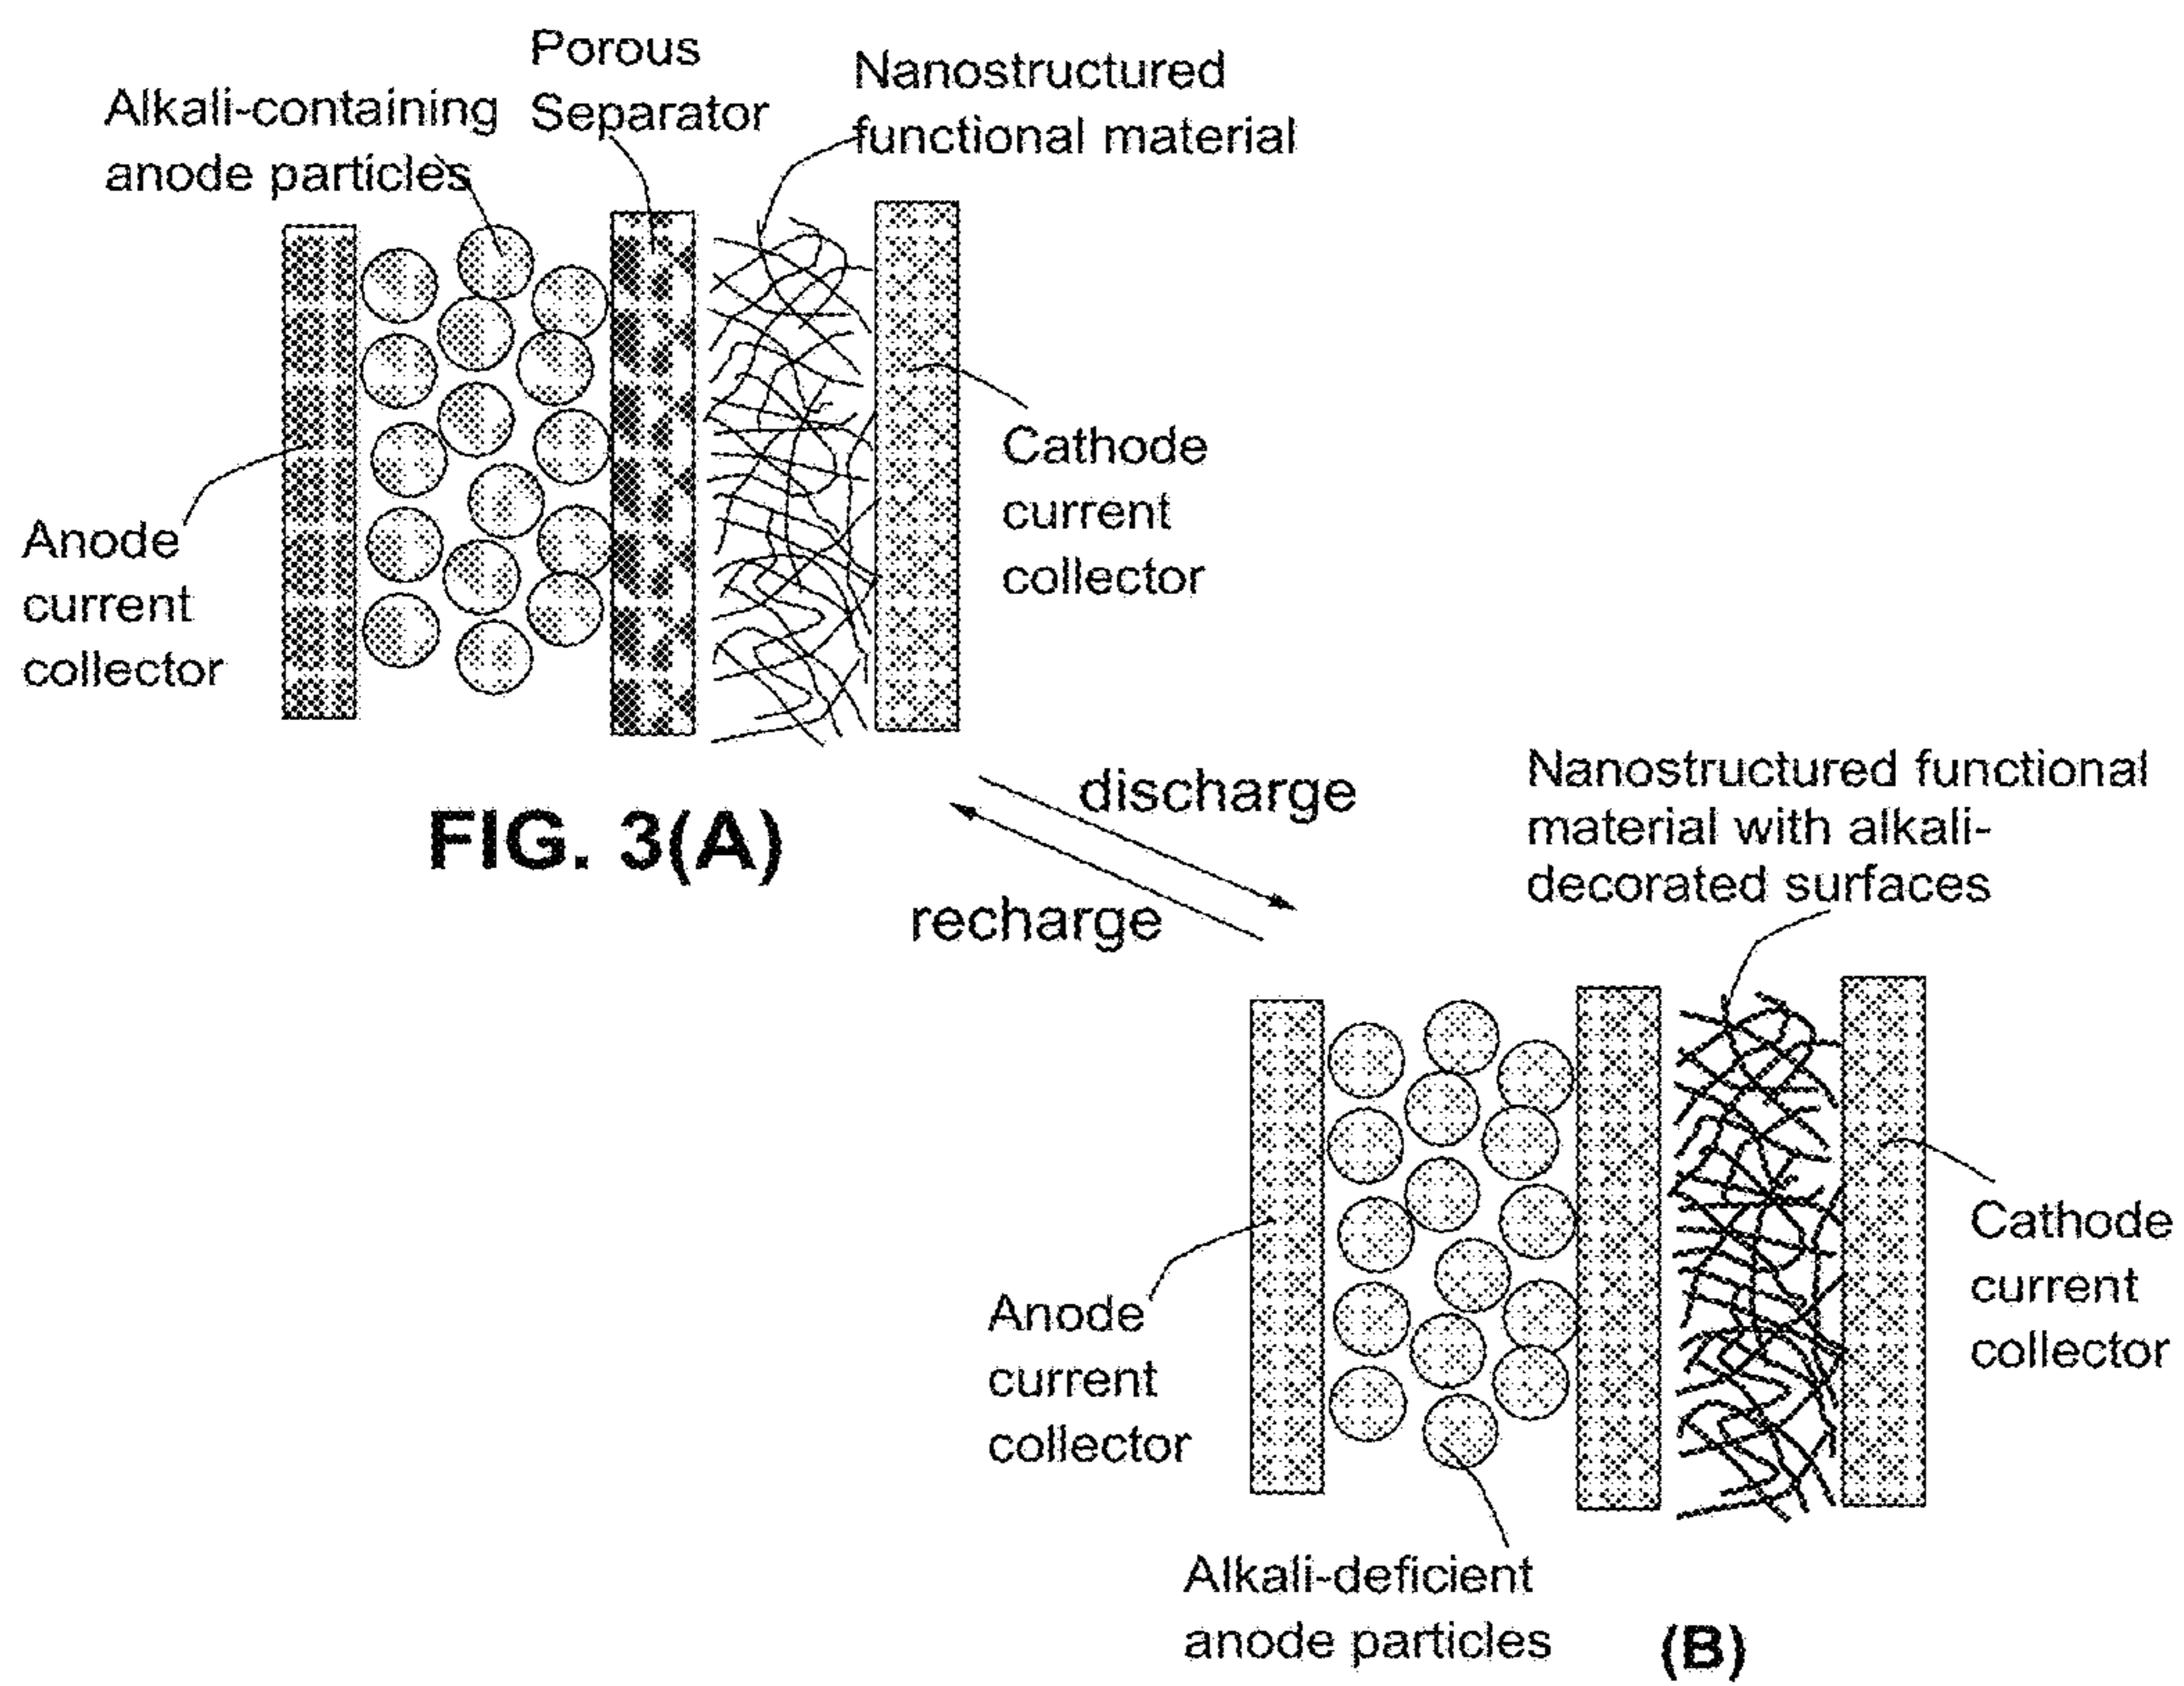 Porous
Separator
Alkali-containing
anode particles
Nanostructured
functional material
Cathode
current
collector
Anode
current
collector
FIG. 3(A)
discharge
recharge
Nanostructured functional
material with alkali-
decorated surfaces
Cathode
current
collector
Anode
current
collector
Alkali-deficient
anode particles
(B)